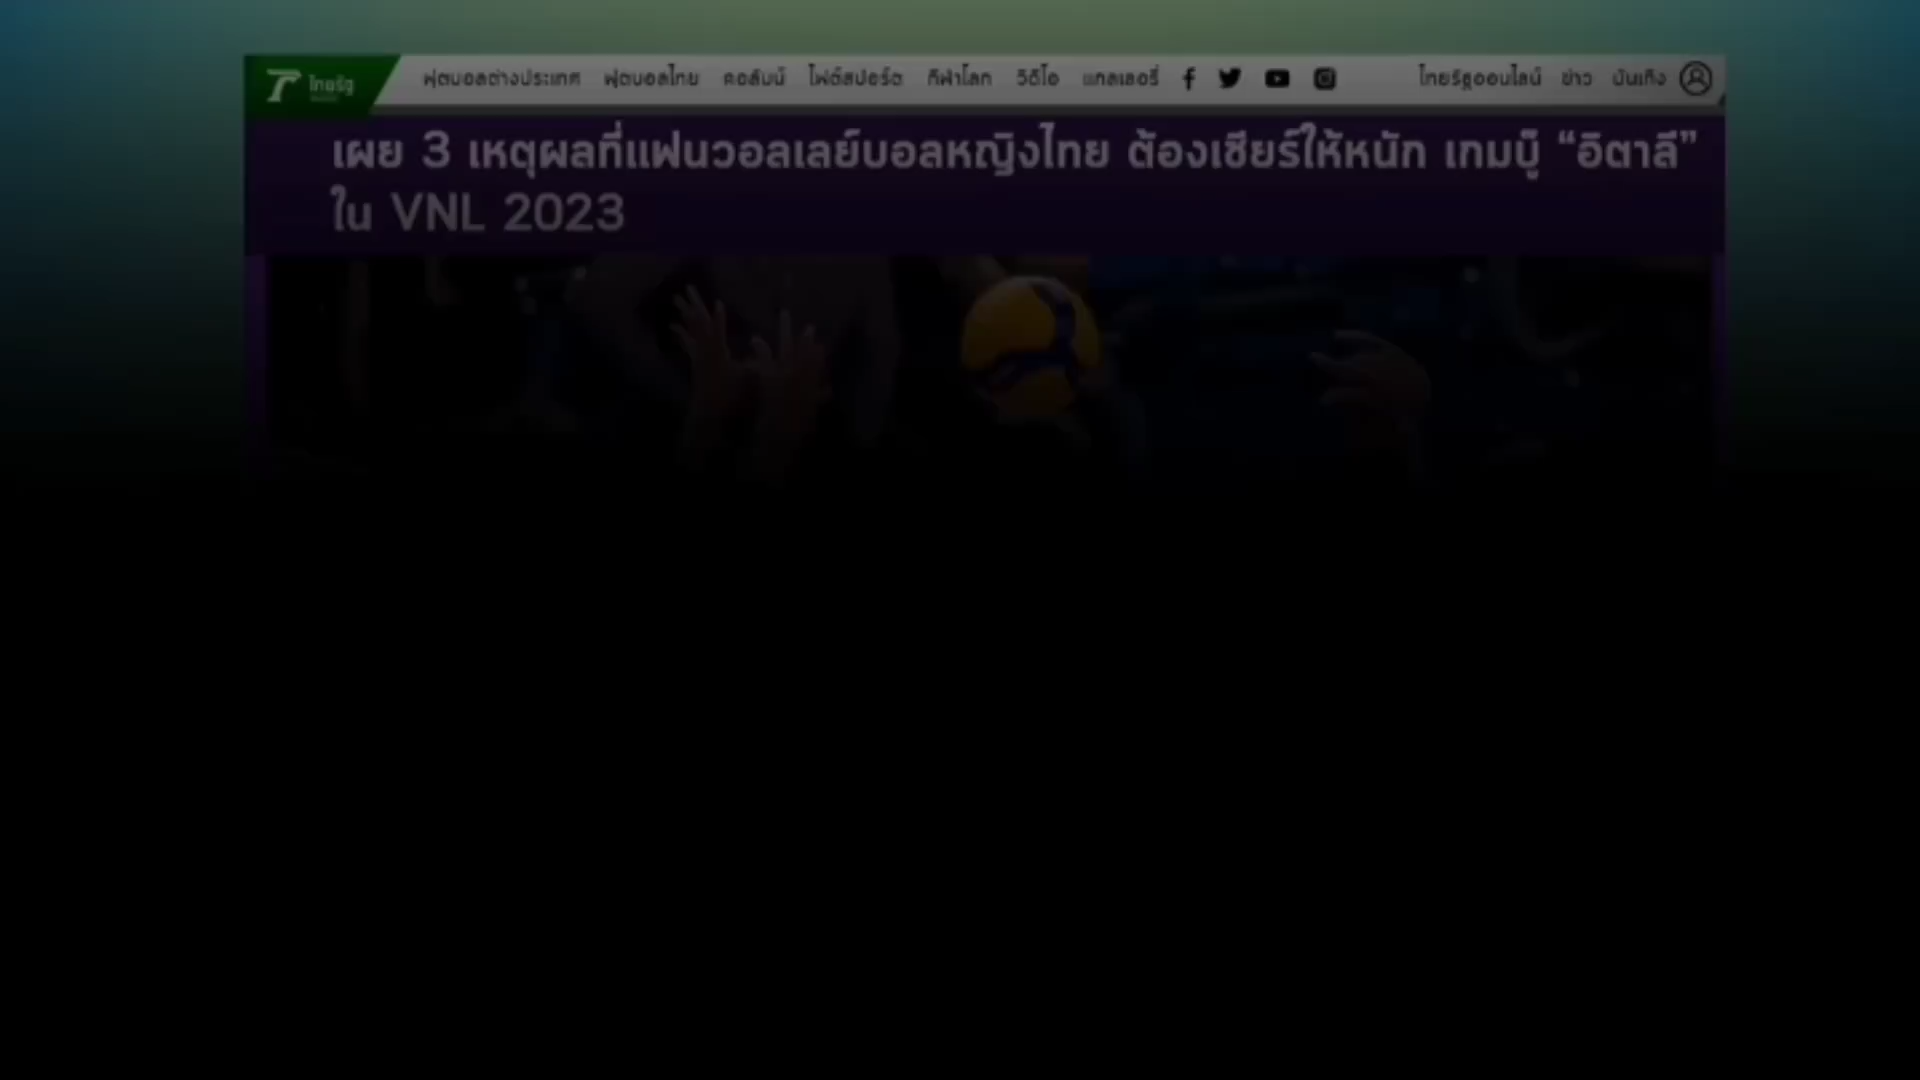 ไทยรัฐ ฟุตบอลต่างประเทศ ฟุตบอลไทย คอลัมน์ ไฟต์สปอร์ต กีฬาโลก วิดีโอ แกลเลอรี่ ไทยรัฐออนไลน์ ข่าว บันเทิง
เผย 3 เหตุผลที่แฟนวอลเลย์บอลหญิงไทย ต้องเชียร์ให้หนัก เกมบู๊ “อิตาลี”
ใน VNL 2023